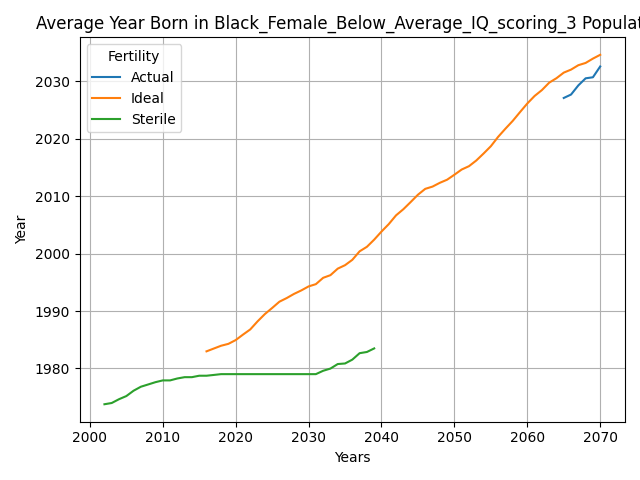 Average Year Born in Black_Female_Below_Average_IQ_scoring_3 Populat
Fertility
Actual
Ideal
Sterile
Year
2030
2020
2010
2000
1990
1980
2000 2010 2020 2030 2040 2050 2060 2070
Years